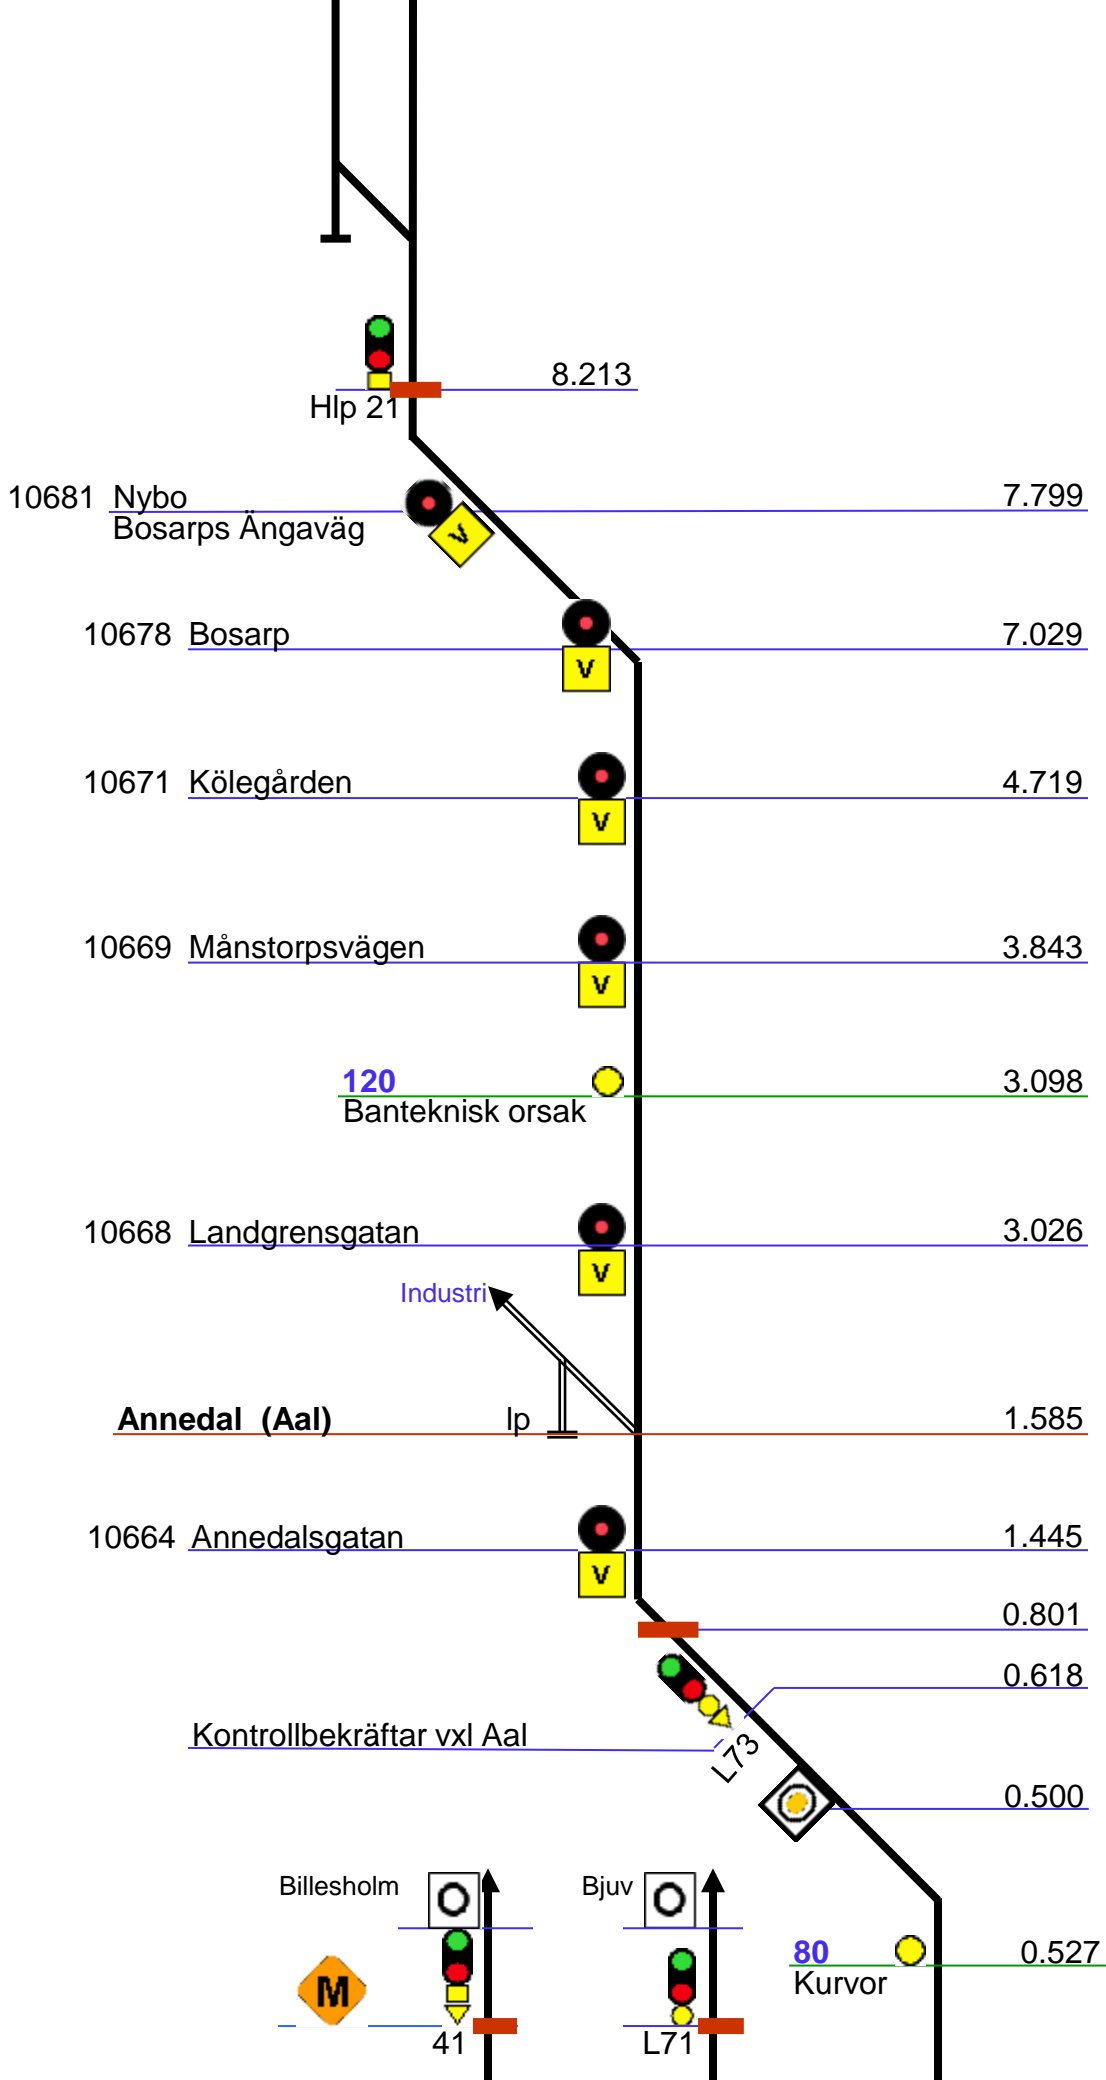 8.213
Hlp 21
10681 Nybo 7.799
Bosarps Ängaväg
V
10678 Bosarp 7.029
V
10671 Kölegården 4.719
V
10669 Månstorpsvägen 3.843
V
120 3.098
Banteknisk orsak
10668 Landgrensgatan 3.026
V
Industri
Annedal (Aal) lp 1.585
10664 Annedalsgatan 1.445
V
0.801
0.618
Kontrollbekräftar vxl Aal
L73
0.500
Billesholm Bjuv
80 0.527
Kurvor
M
41 L71